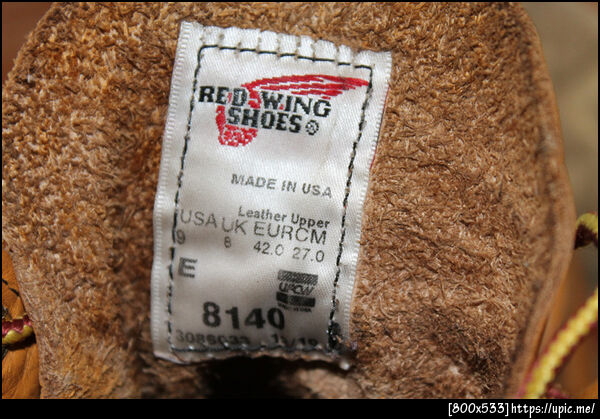 RED WING
SHOES ®
MADE IN USA
Leather Upper
USA UK EUR CM
9 8 42.0 27.0
E
UPCW
8140
[800x533] https://upic.me/